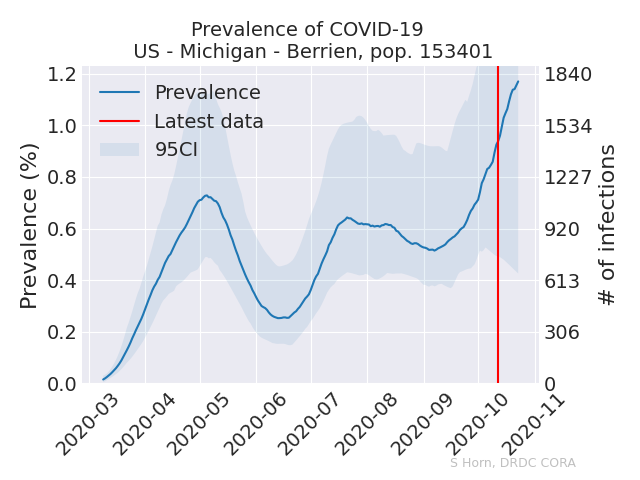 Prevalence of COVID-19
US - Michigan - Berrien, pop. 153401
Prevalence
Latest data
95CI
Prevalence (%)
1.2
1.0
0.8
0.6
0.4
0.2
0.0
1840
1534
1227
920
613
306
0
# of infections
2020-03
2020-04
2020-05
2020-06
2020-07
2020-08
2020-09
2020-10
2020-11
S Horn, DRDC CORA